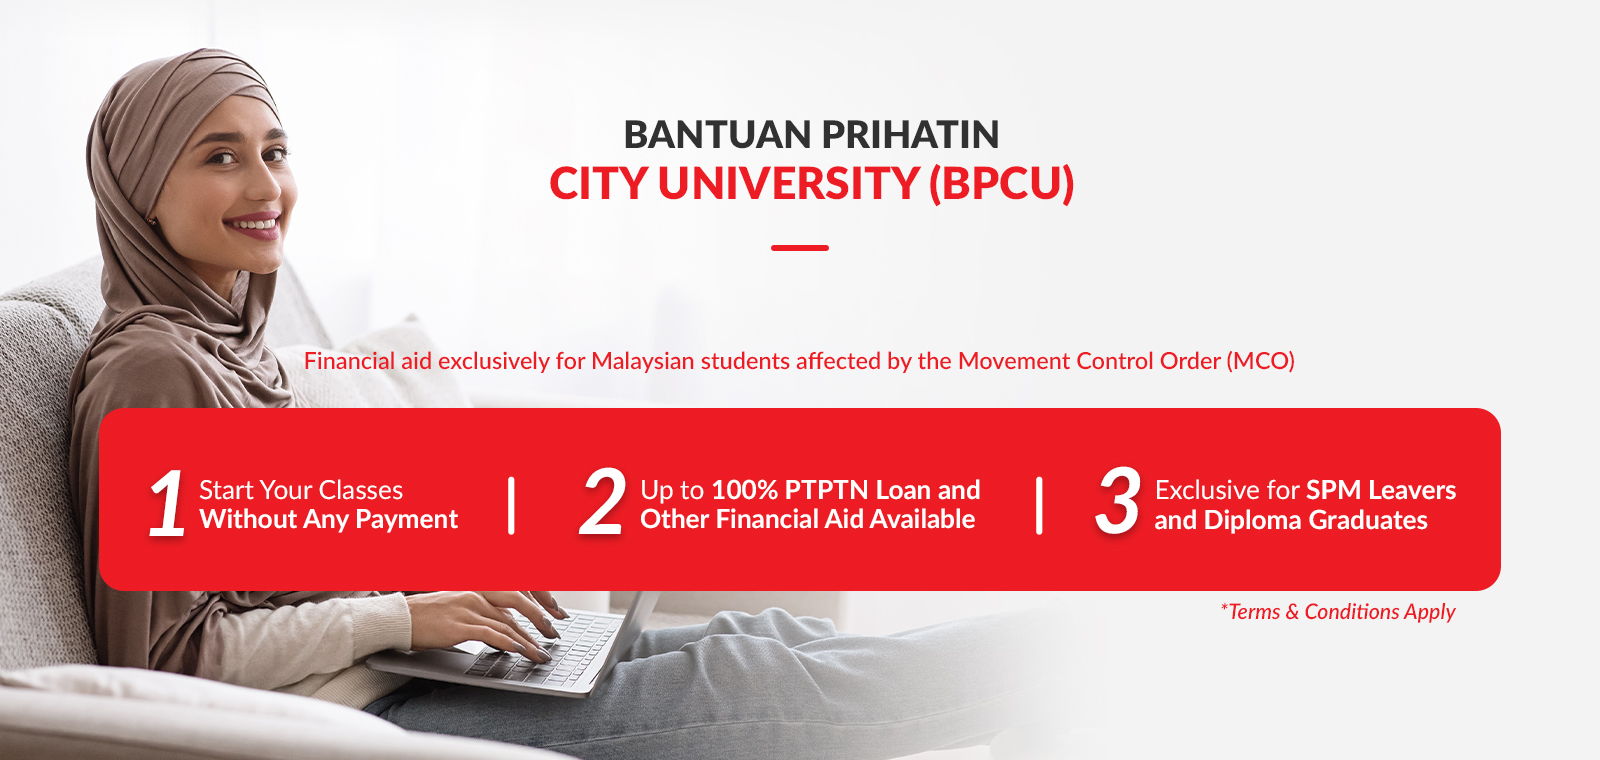 BANTUAN PRIHATIN
CITY UNIVERSITY (BPCU)
Financial aid exclusively for Malaysian students affected by the Movement Control Order (MCO)
1
Start Your Classes
Without Any Payment
2
Up to 100% PTPTN Loan and
Other Financial Aid Available
3
Exclusive for SPM Leavers
and Diploma Graduates
*Terms & Conditions Apply